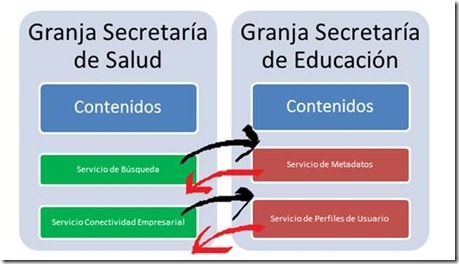 Granja Secretaría
de Salud
Contenidos
Servicio de Búsqueda
Servicio Conectividad Empresarial
Granja Secretaría
de Educación
Contenidos
Servicio de Metadatos
Servicio de Perfiles de Usuario